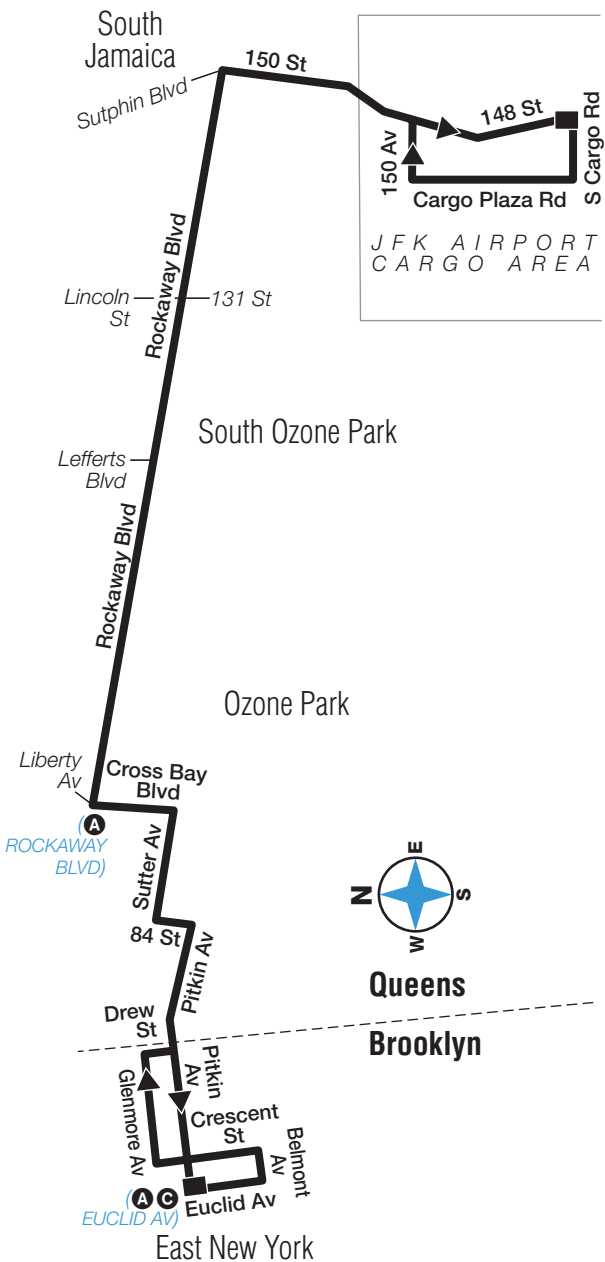 South
Jamaica
150 St
Sutphin Blvd
148 St
150 Av
S Cargo Rd
Cargo Plaza Rd
JFK AIRPORT
CARGO AREA
Rockaway Blvd
Lincoln
St
131 St
South Ozone Park
Lefferts
Blvd
Rockaway Blvd
Ozone Park
Liberty
Av
Cross Bay
Blvd
(A
ROCKAWAY
BLVD)
Sutter Av
E
N
S
W
84 St
Pitkin Av
Queens
Drew
St
Brooklyn
Pitkin
Av
Glenmore Av
Crescent
St
Belmont
Av
(A C
EUCLID AV)
Euclid Av
East New York